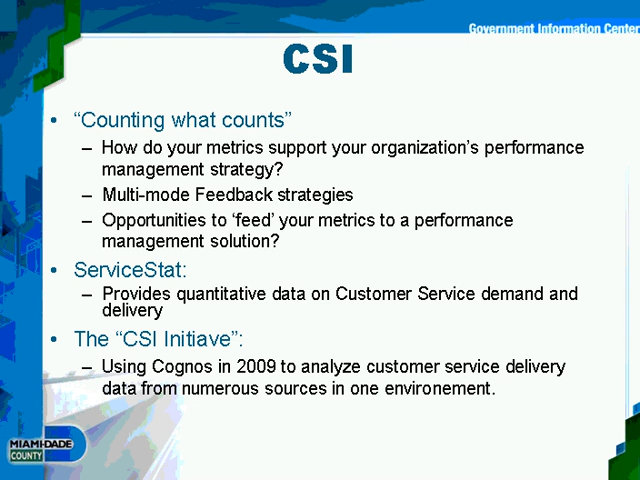 Government Information Center
CSI
• “Counting what counts”
– How do your metrics support your organization’s performance
management strategy?
– Multi-mode Feedback strategies
– Opportunities to ‘feed’ your metrics to a performance
management solution?
• ServiceStat:
– Provides quantitative data on Customer Service demand and
delivery
• The “CSI Initiave”:
– Using Cognos in 2009 to analyze customer service delivery
data from numerous sources in one environement.
MIAMI-DADE
COUNTY